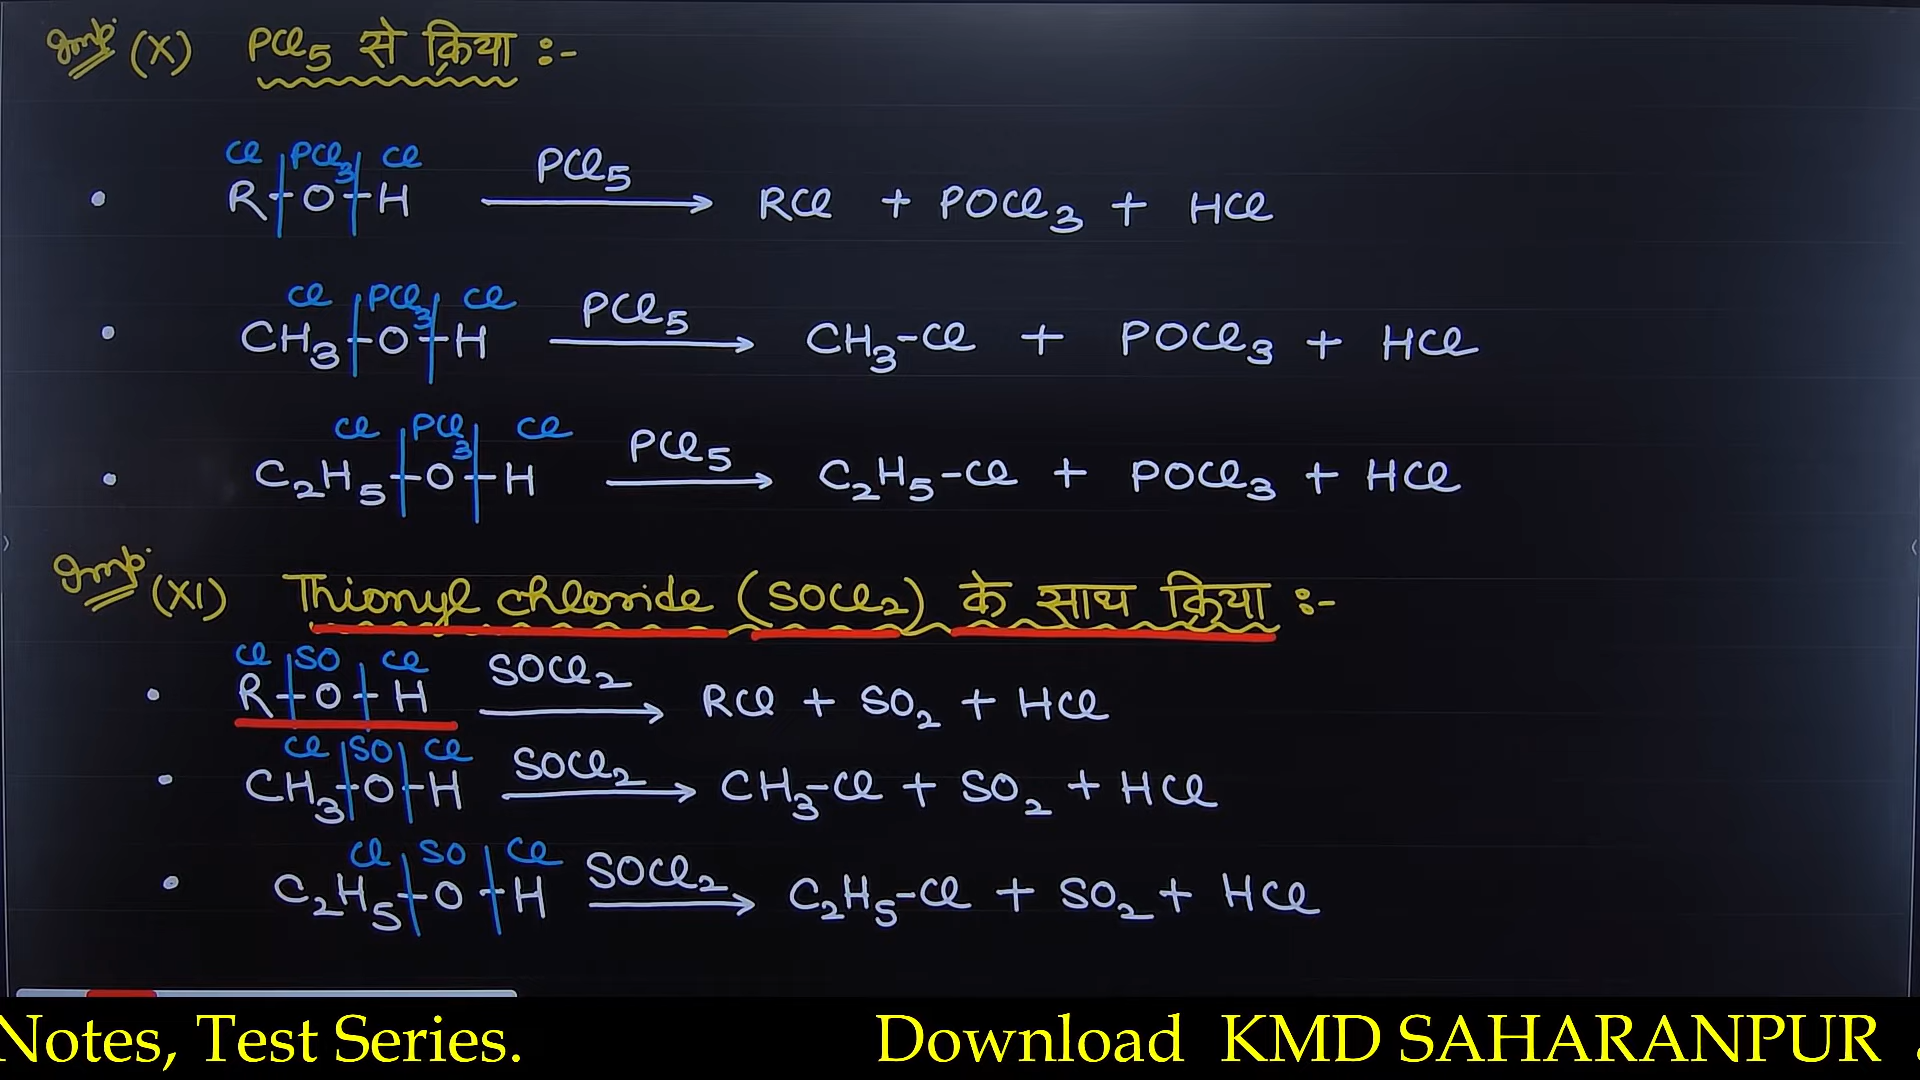 Imp. (X) PCl₅ से क्रिया :-
Cl PCl₃ Cl
• R-O-H PCl₅ → RCl + POCl₃ + HCl
Cl PCl₃ Cl
• CH₃-O-H PCl₅ → CH₃-Cl + POCl₃ + HCl
Cl PCl₃ Cl
• C₂H₅-O-H PCl₅ → C₂H₅-Cl + POCl₃ + HCl
Imp. (XI) Thionyl chloride (SOCl₂) के साथ क्रिया :-
Cl SO Cl
• R-O-H SOCl₂ → RCl + SO₂ + HCl
Cl SO Cl
• CH₃-O-H SOCl₂ → CH₃-Cl + SO₂ + HCl
Cl SO Cl
• C₂H₅-O-H SOCl₂ → C₂H₅-Cl + SO₂ + HCl
Notes, Test Series. Download KMD SAHARANPUR